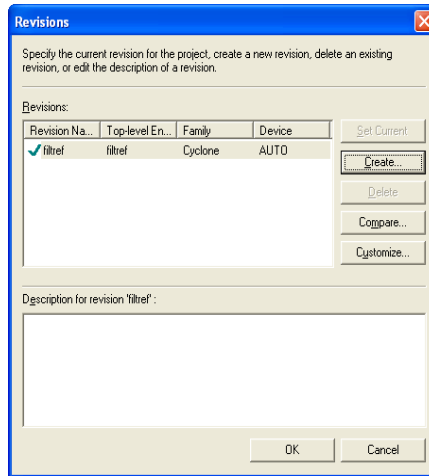 Revisions
Specify the current revision for the project, create a new revision, delete an existing
revision, or edit the description of a revision.
Revisions:
Revision Na... Top-level En... Family Device
filtref filtref Cyclone AUTO
Set Current
Create...
Delete
Compare...
Customize...
Description for revision 'filtref' :
OK Cancel